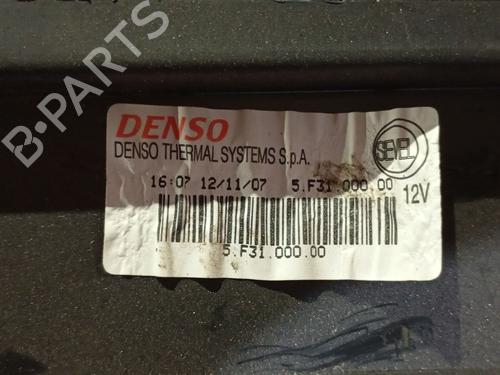 B-PARTS
DENSO
DENSO THERMAL SYSTEMS S.p.A.
SEVEL
16:07 12/11/07 5.F31.000.00 12V
5.F31.000.00